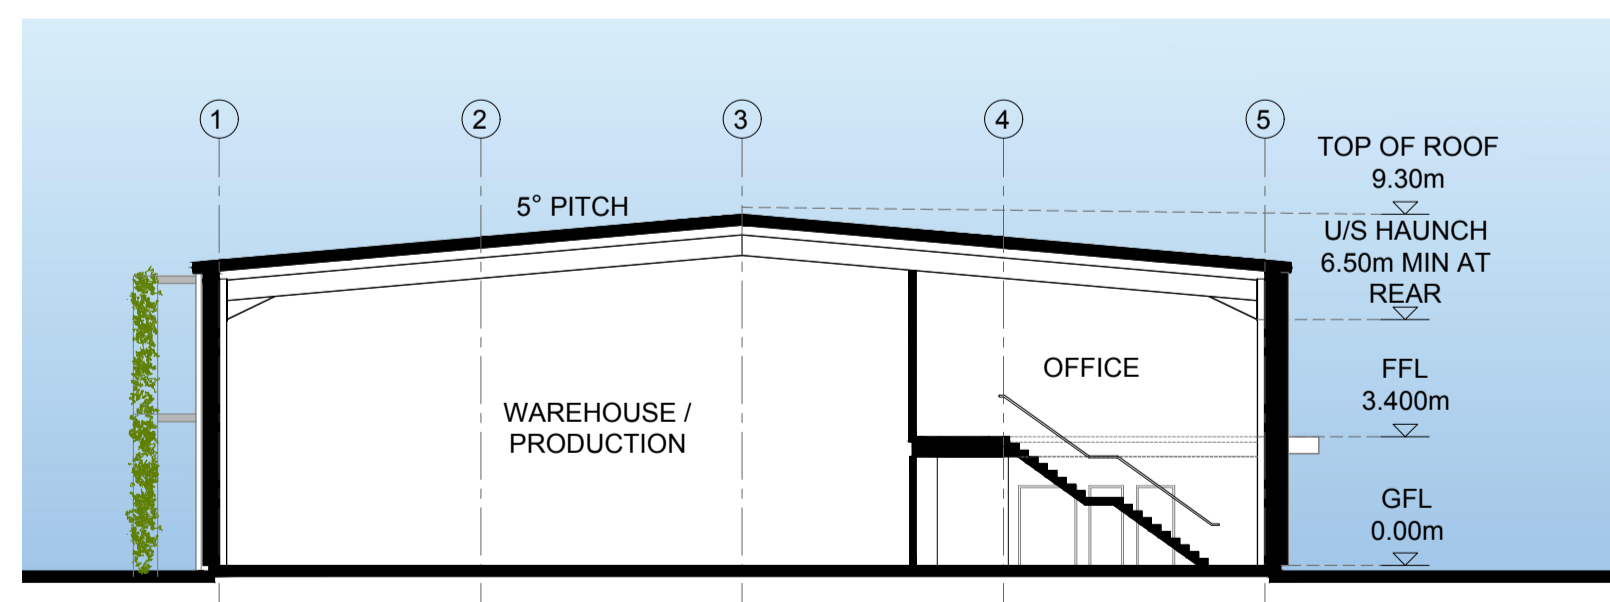 1 2 3 4 5
TOP OF ROOF
9.30m
5° PITCH
U/S HAUNCH
6.50m MIN AT
REAR
OFFICE
FFL
3.400m
WAREHOUSE /
PRODUCTION
GFL
0.00m